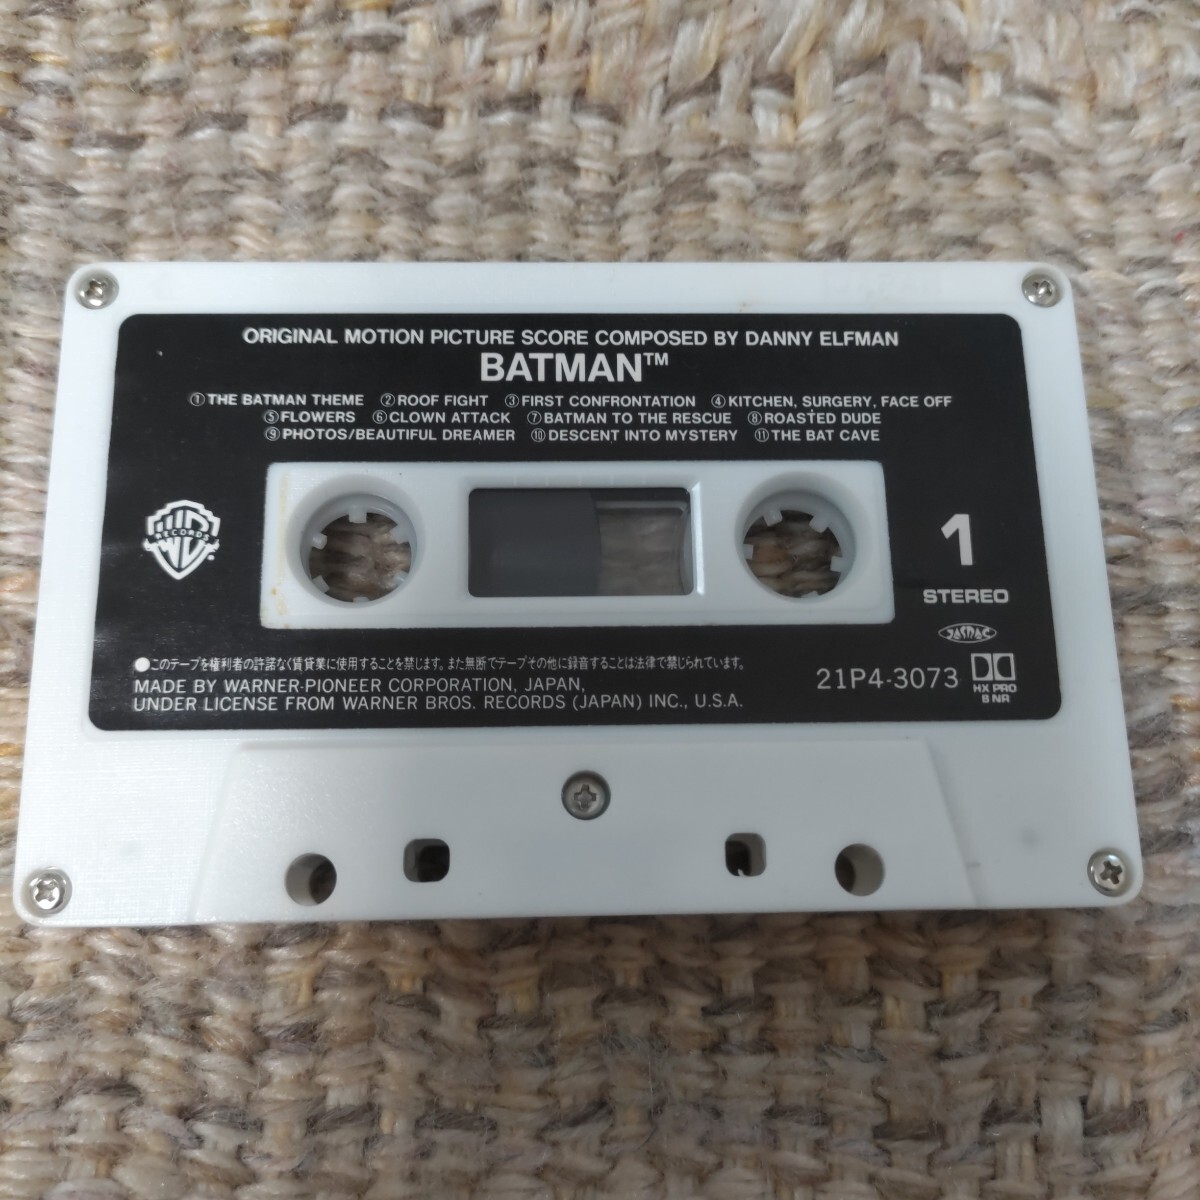 ORIGINAL MOTION PICTURE SCORE COMPOSED BY DANNY ELFMAN
BATMAN™
①THE BATMAN THEME ②ROOF FIGHT ③FIRST CONFRONTATION ④KITCHEN, SURGERY, FACE OFF
⑤FLOWERS ⑥CLOWN ATTACK ⑦BATMAN TO THE RESCUE ⑧ROASTED DUDE
⑨PHOTOS/BEAUTIFUL DREAMER ⑩DESCENT INTO MYSTERY ⑪THE BAT CAVE
WB
RECORDS
1
STEREO
JASRAC
●このテープを権利者の許諾なく賃貸業に使用することを禁じます。また無断でテープその他に録音することは法律で禁じられています。
MADE BY WARNER-PIONEER CORPORATION, JAPAN,
UNDER LICENSE FROM WARNER BROS. RECORDS (JAPAN) INC., U.S.A.
21P4-3073
HX PRO
B NR